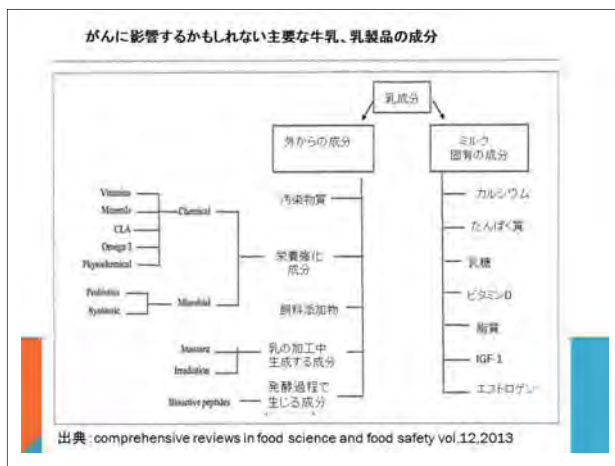 がんに影響するかもしれない主要な牛乳、乳製品の成分
乳成分
外からの成分
ミルク
固有の成分
汚染物質
栄養強化
成分
飼料添加物
乳の加工中
生成する成分
発酵過程で
生じる成分
Vitamins
Minerals
CLA
Omega 3
Phytochemical
Chemical
Probiotics
Synbiotic
Microbial
Irradiation
Bioactive peptides
カルシウム
たんぱく質
乳糖
ビタミンD
脂質
IGF-1
エストロゲン
出典:comprehensive reviews in food science and food safety vol.12,2013